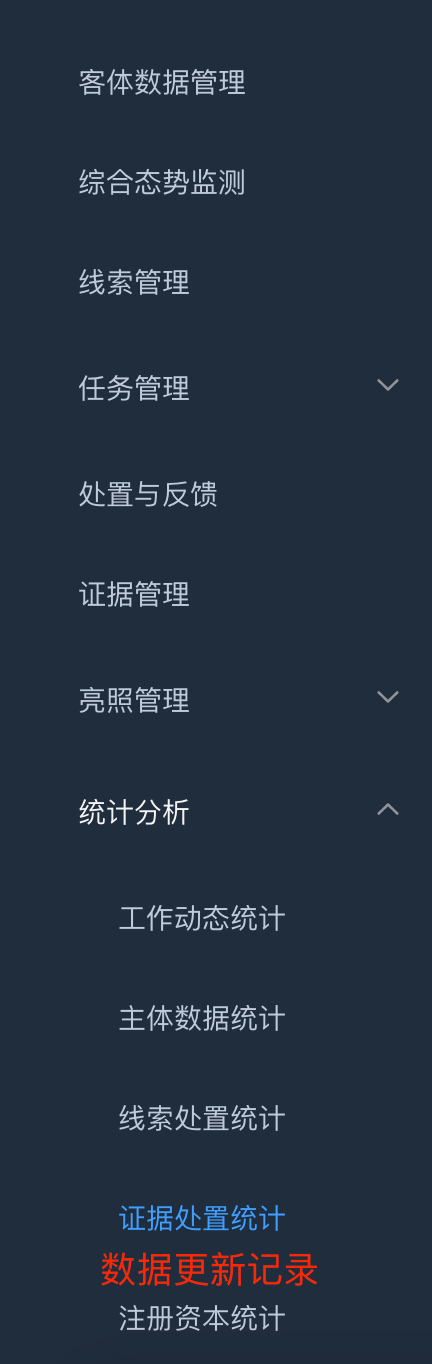 客体数据管理
综合态势监测
线索管理
任务管理
处置与反馈
证据管理
亮照管理
统计分析
工作动态统计
主体数据统计
线索处置统计
证据处置统计
数据更新记录
注册资本统计